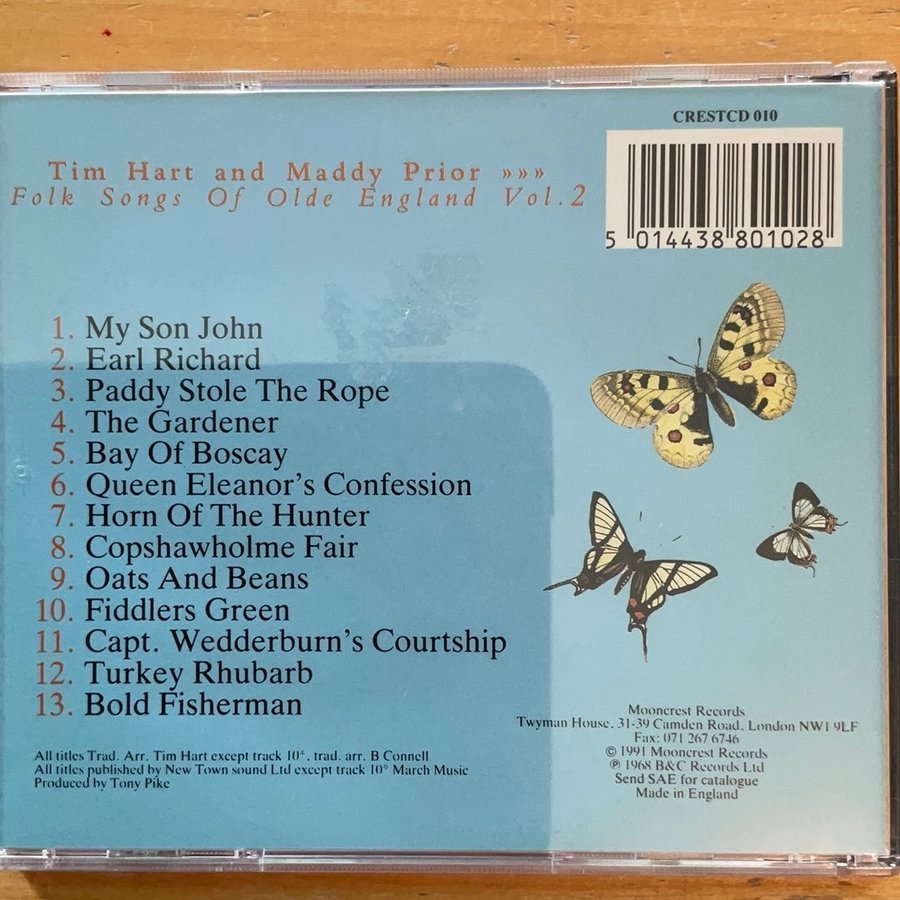 CRESTCD 010
5 014438 801028
Tim Hart and Maddy Prior »»»
Folk Songs Of Olde England Vol.2
1. My Son John
2. Earl Richard
3. Paddy Stole The Rope
4. The Gardener
5. Bay Of Boscay
6. Queen Eleanor's Confession
7. Horn Of The Hunter
8. Copshawholme Fair
9. Oats And Beans
10. Fiddlers Green
11. Capt. Wedderburn's Courtship
12. Turkey Rhubarb
13. Bold Fisherman
All titles Trad. Arr. Tim Hart except track 10*, trad. arr. B Connell
All titles published by New Town sound Ltd except track 10* March Music
Produced by Tony Pike
Mooncrest Records
Twyman House, 31-39 Camden Road, London NW1 9LF
Fax: 071 267 6746
© 1991 Mooncrest Records
℗ 1968 B&C Records Ltd
Send SAE for catalogue
Made in England